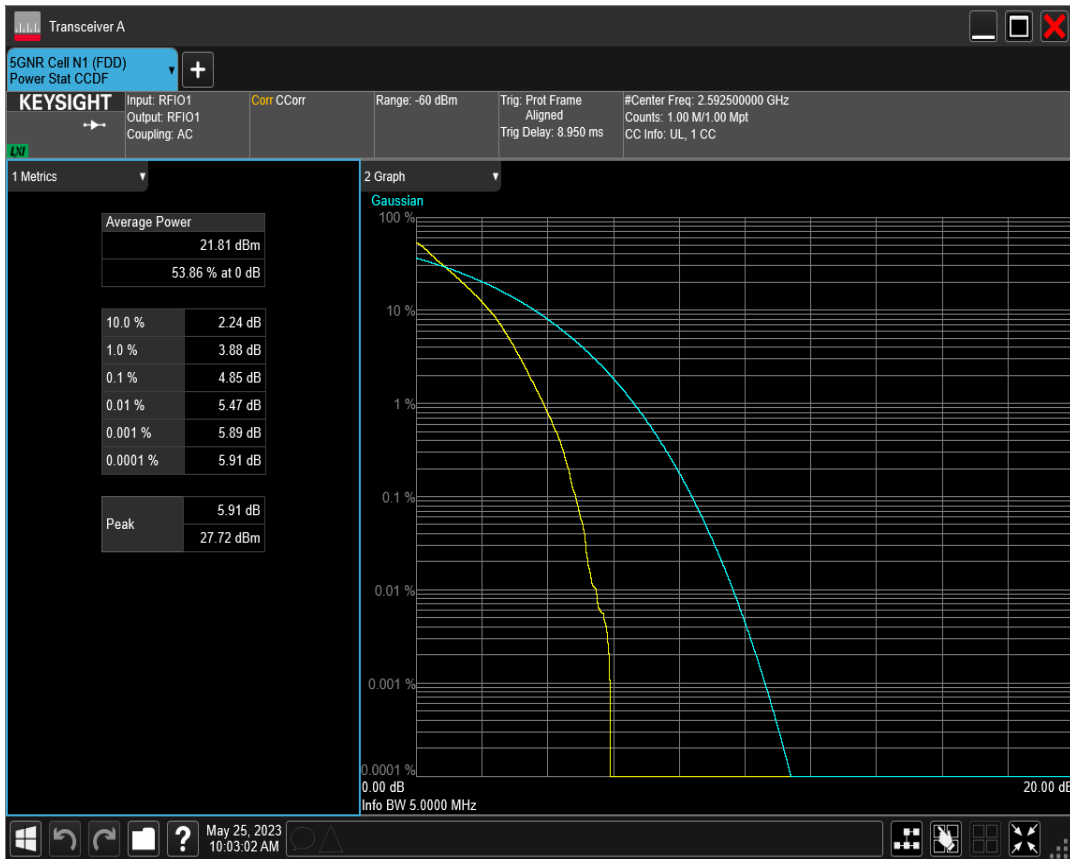 Transceiver A
5GNR Cell N1 (FDD)
Power Stat CCDF
KEYSIGHT
LXI
Input: RFIO1
Output: RFIO1
Coupling: AC
Corr CCorr
Range: -60 dBm
Trig: Prot Frame
Aligned
Trig Delay: 8.950 ms
#Center Freq: 2.592500000 GHz
Counts: 1.00 M/1.00 Mpt
CC Info: UL, 1 CC
1 Metrics
Average Power
21.81 dBm
53.86 % at 0 dB
10.0 % 2.24 dB
1.0 % 3.88 dB
0.1 % 4.85 dB
0.01 % 5.47 dB
0.001 % 5.89 dB
0.0001 % 5.91 dB
Peak 5.91 dB
27.72 dBm
2 Graph
Gaussian
100 %
10 %
1 %
0.1 %
0.01 %
0.001 %
0.0001 %
0.00 dB 20.00 dB
Info BW 5.0000 MHz
?
May 25, 2023
10:03:02 AM